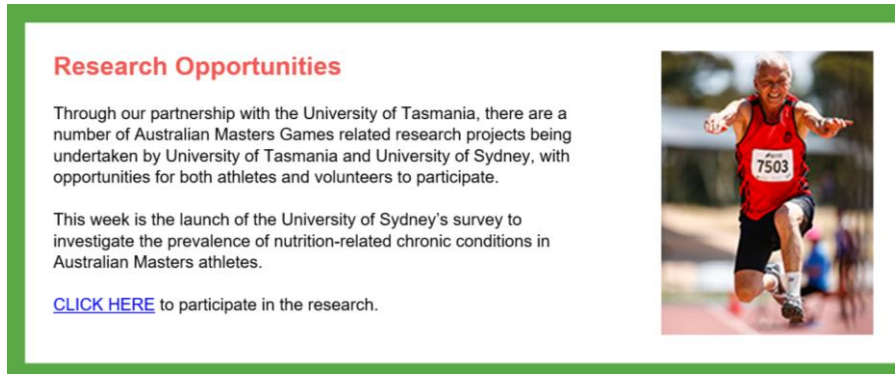 Research Opportunities
Through our partnership with the University of Tasmania, there are a
number of Australian Masters Games related research projects being
undertaken by University of Tasmania and University of Sydney, with
opportunities for both athletes and volunteers to participate.
This week is the launch of the University of Sydney's survey to
investigate the prevalence of nutrition-related chronic conditions in
Australian Masters athletes.
CLICK HERE to participate in the research.
7503